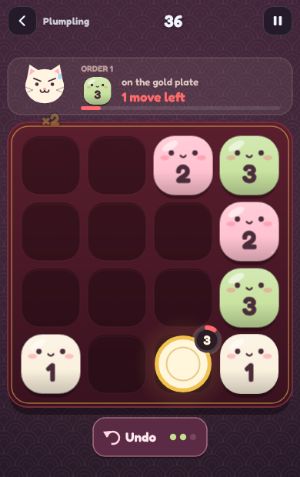 Plumpling
36
ORDER 1
on the gold plate
3
1 move left
×2
2
3
2
3
3
1
1
Undo